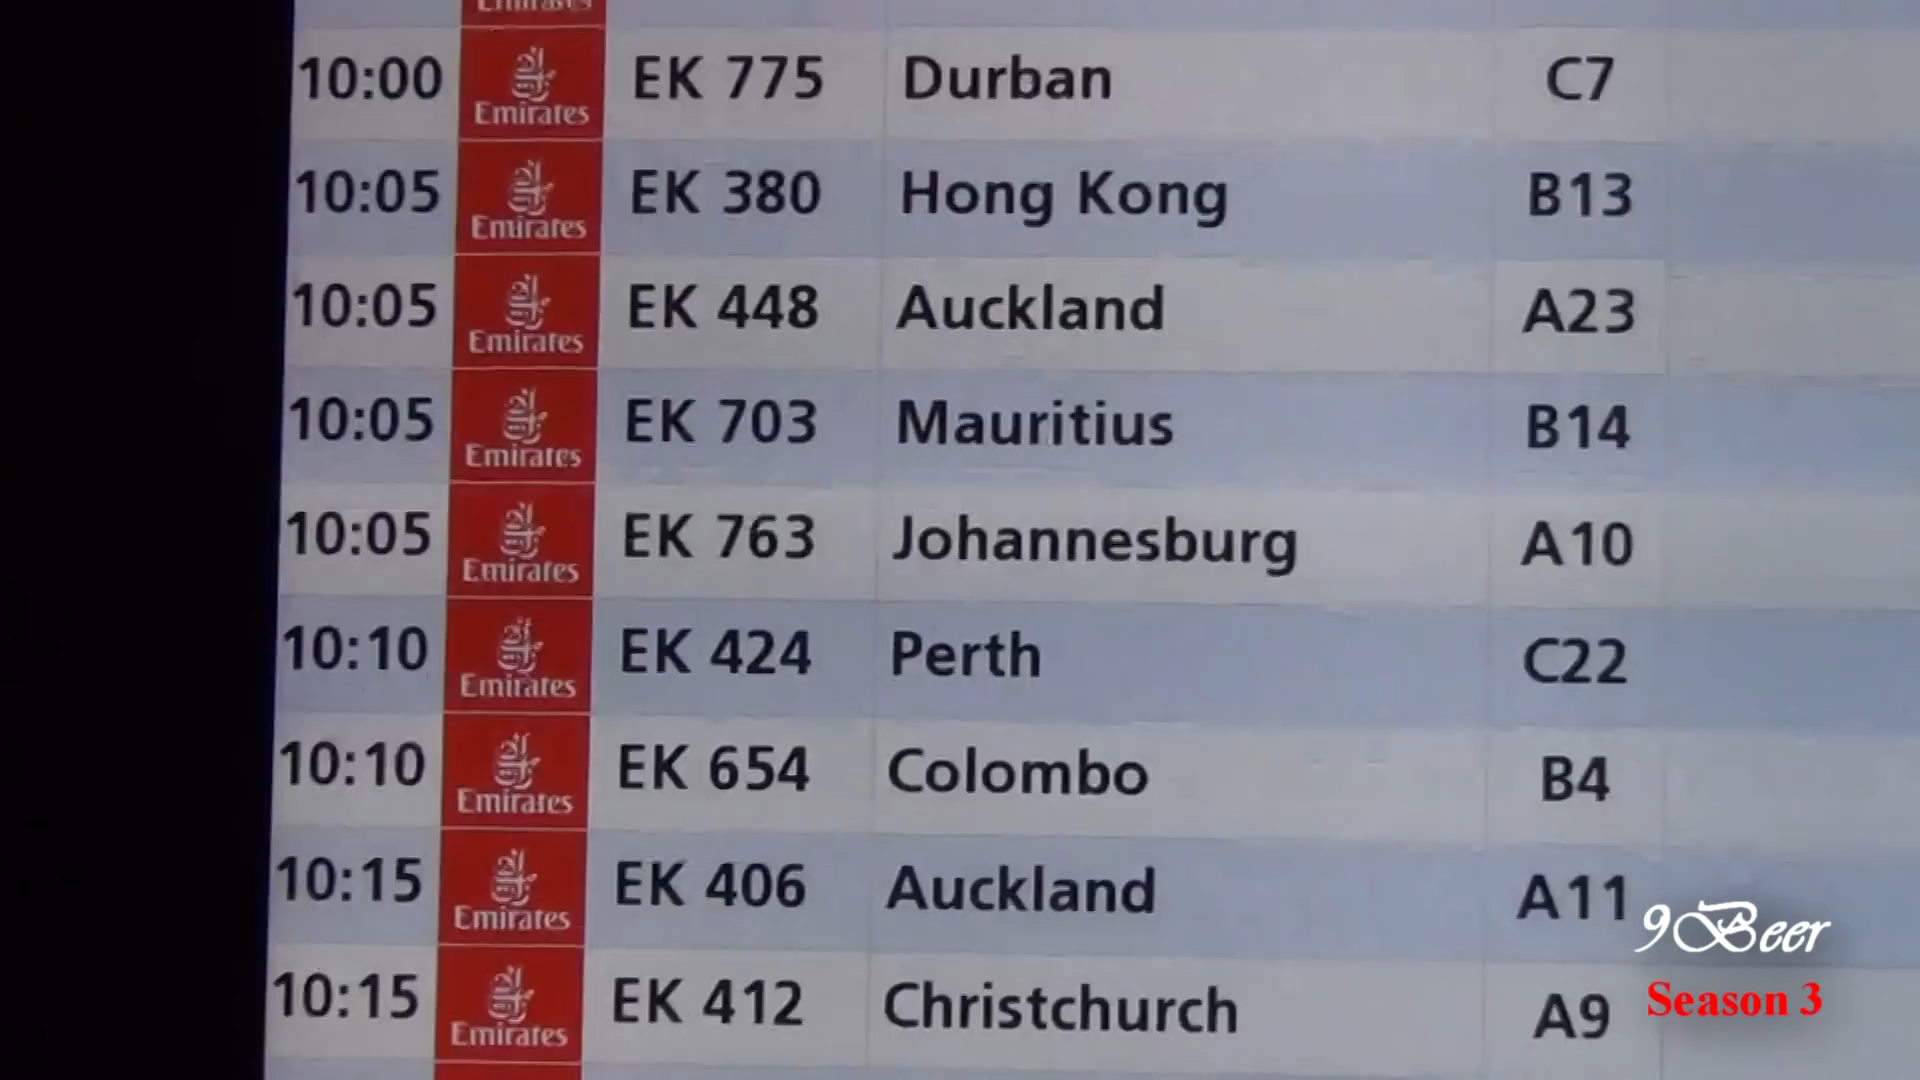 Emirates
10:00 Emirates EK 775 Durban C7
10:05 Emirates EK 380 Hong Kong B13
10:05 Emirates EK 448 Auckland A23
10:05 Emirates EK 703 Mauritius B14
10:05 Emirates EK 763 Johannesburg A10
10:10 Emirates EK 424 Perth C22
10:10 Emirates EK 654 Colombo B4
10:15 Emirates EK 406 Auckland A11
10:15 Emirates EK 412 Christchurch A9
9Beer
Season 3